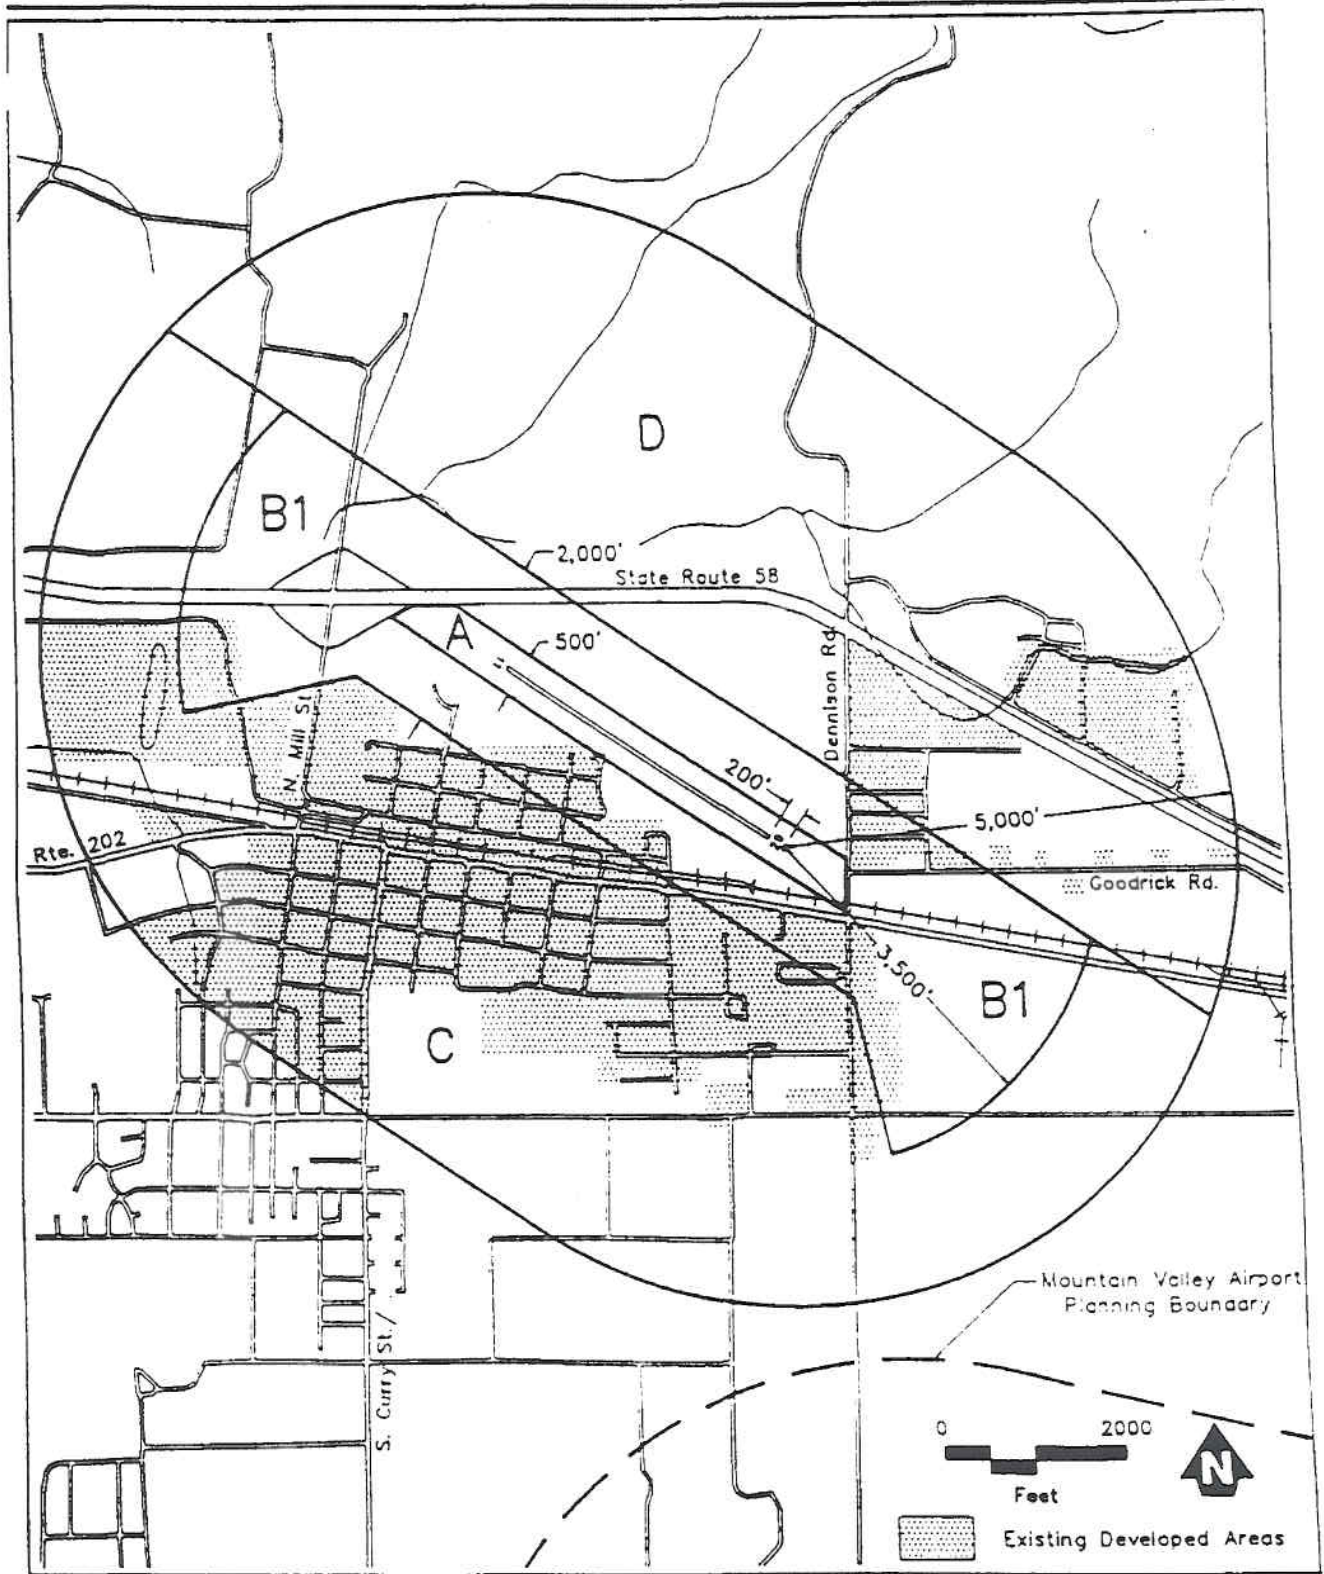 D
B1
2,000'
State Route 58
A
500'
Dennison Rd.
N. Mill St.
200'
5,000'
Rte. 202
Goodrick Rd.
3,500'
B1
C
Mountain Valley Airport
Planning Boundary
S. Curry St./
0 2000
Feet
N
Existing Developed Areas